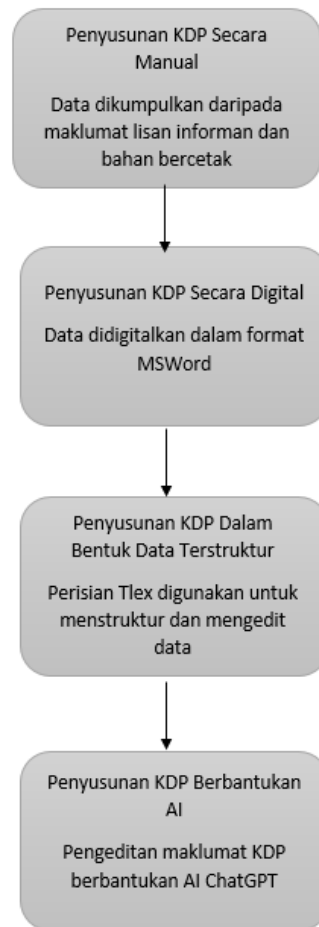 Penyusunan KDP Secara
Manual
Data dikumpulkan daripada
maklumat lisan informan dan
bahan bercetak
Penyusunan KDP Secara Digital
Data didigitalkan dalam format
MSWord
Penyusunan KDP Dalam
Bentuk Data Terstruktur
Perisian Tlex digunakan untuk
menstruktur dan mengedit
data
Penyusunan KDP Berbantukan
AI
Pengeditan maklumat KDP
berbantukan AI ChatGPT